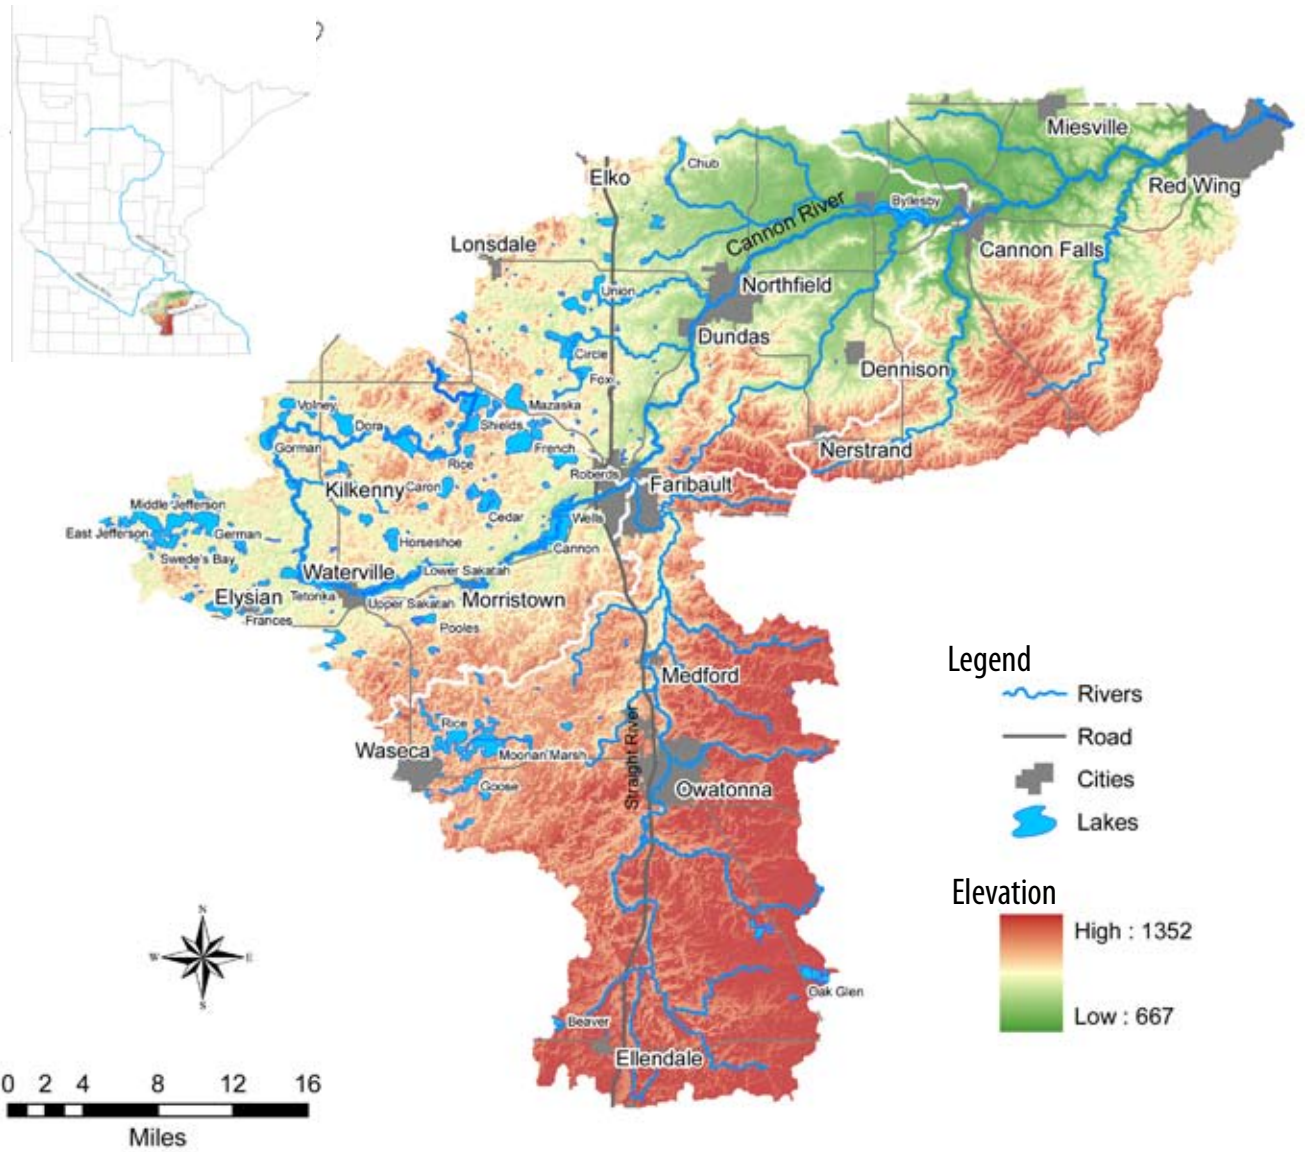 Miesville
Red Wing
Chub
Elko
Byllesby
Cannon River
Lonsdale
Cannon Falls
Union
Northfield
Dundas
Circle
Dennison
Fox
Volney
Mazaska
Dora
Shields
Gorman
French
Nerstrand
Rice
Roberds
Kilkenny
Caron
Faribault
Middle Jefferson
Cedar
Wells
East Jefferson
German
Horseshoe
Cannon
Swede's Bay
Waterville
Lower Sakatah
Elysian
Tetonka
Upper Sakatah
Morristown
Frances
Pooles
Medford
Rice
Straight River
Waseca
Moonan Marsh
Goose
Owatonna
Oak Glen
Beaver
Ellendale
Legend
Rivers
Road
Cities
Lakes
Elevation
High : 1352
Low : 667
N
W E
S
0 2 4 8 12 16
Miles